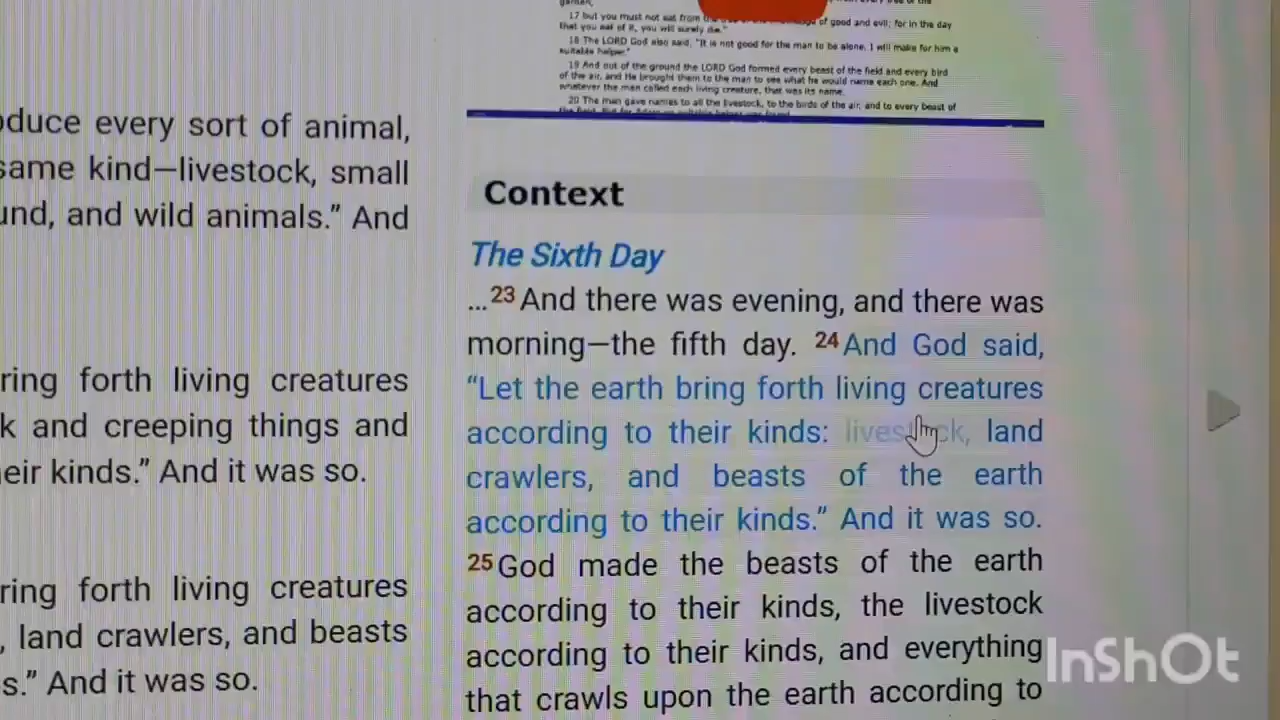 17 but you must not eat from the of good and evil; for in the day
that you eat of it, you will surely die."
18 The LORD God also said, "It is not good for the man to be alone. I will make for him a
suitable helper."
19 And out of the ground the LORD God formed every beast of the field and every bird
of the air, and He brought them to the man to see what he would name each one. And
whatever the man called each living creature, that was its name.
20 The man gave names to all the livestock, to the birds of the air, and to every beast of
oduce every sort of animal,
same kind—livestock, small
und, and wild animals.” And
ring forth living creatures
k and creeping things and
eir kinds.” And it was so.
ring forth living creatures
, land crawlers, and beasts
s.” And it was so.
Context
The Sixth Day
...23 And there was evening, and there was
morning—the fifth day. 24 And God said,
“Let the earth bring forth living creatures
according to their kinds: livestock, land
crawlers, and beasts of the earth
according to their kinds.” And it was so.
25 God made the beasts of the earth
according to their kinds, the livestock
according to their kinds, and everything
that crawls upon the earth according to
InShOt